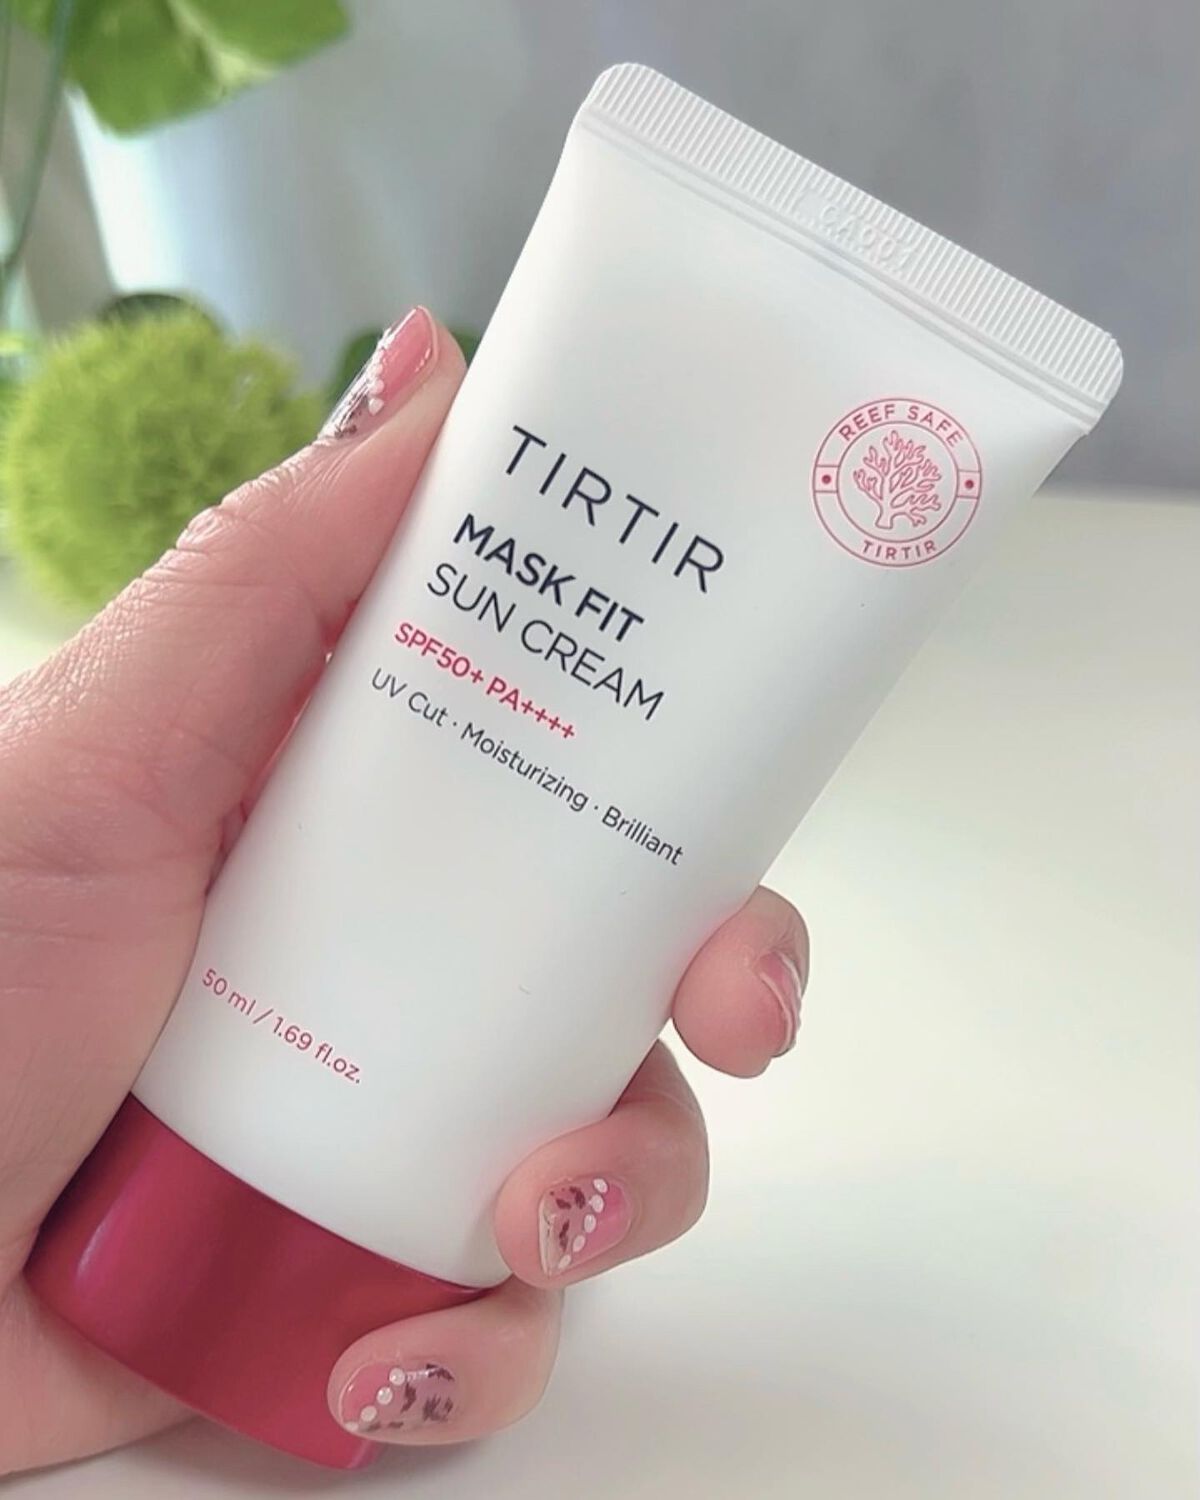 REEF SAFE
TIRTIR
TIRTIR
MASK FIT
SUN CREAM
SPF50+ PA++++
UV Cut · Moisturizing · Brilliant
50 ml / 1.69 fl.oz.